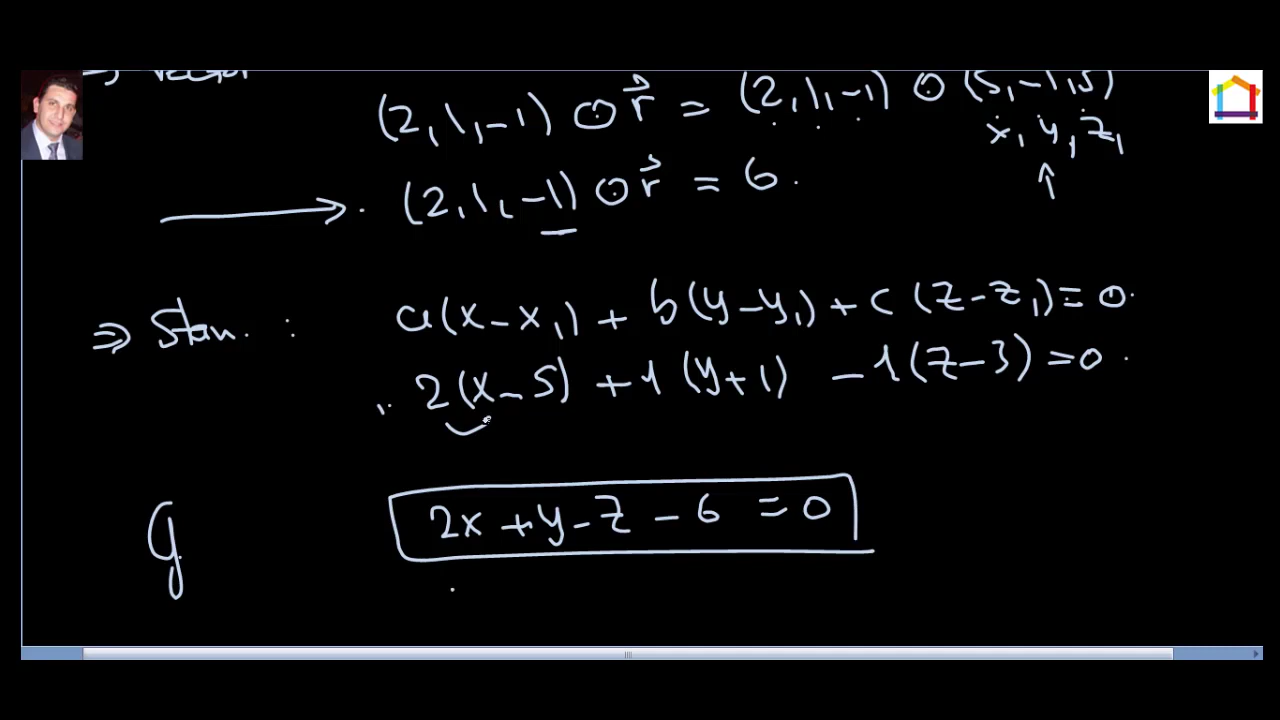 ⇒ vector
(2, 1, -1) ⊙ r⃗ = (2, 1, -1) ⊙ (5, -1, 3)
x₁ y₁ z₁
(2, 1, -1) ⊙ r⃗ = 6.
⇒ Stan. : a(x - x₁) + b(y - y₁) + c(z - z₁) = 0.
2(x - 5) + 1(y + 1) - 1(z - 3) = 0.
g 2x + y - z - 6 = 0